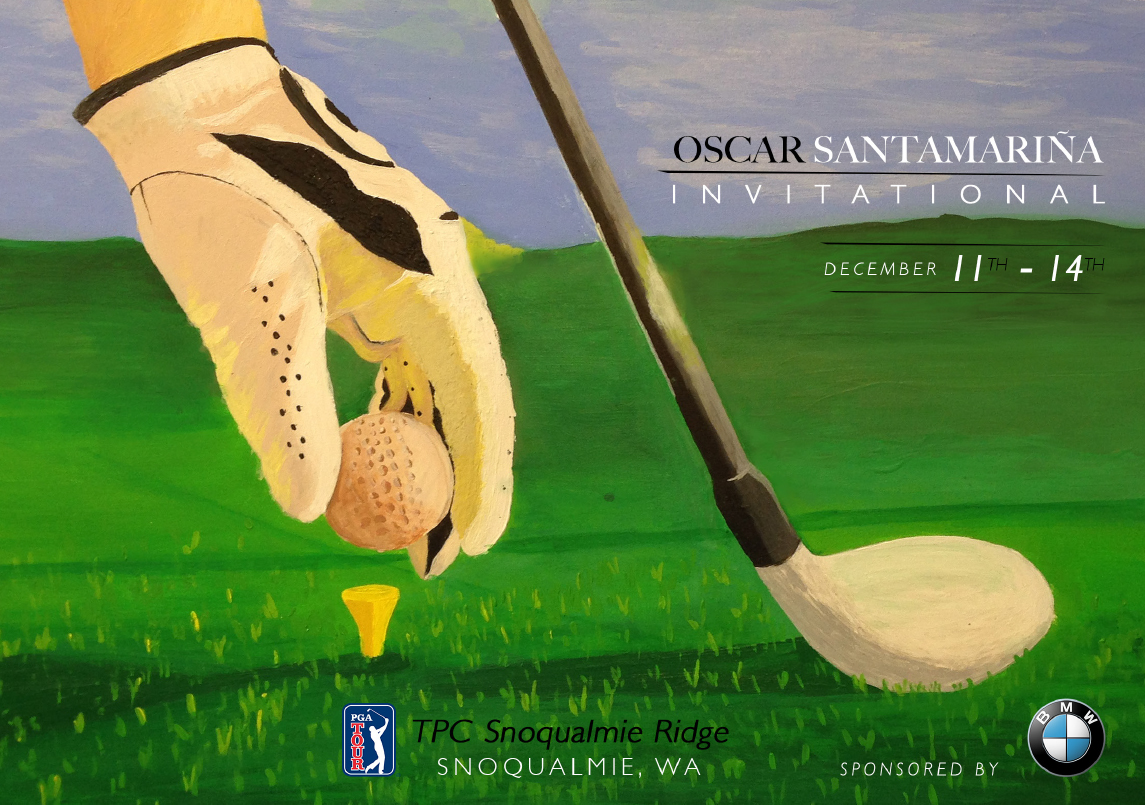 OSCAR SANTAMARIÑA
INVITATIONAL
DECEMBER 11TH - 14TH
PGA TOUR
TPC Snoqualmie Ridge
SNOQUALMIE, WA
SPONSORED BY
BMW